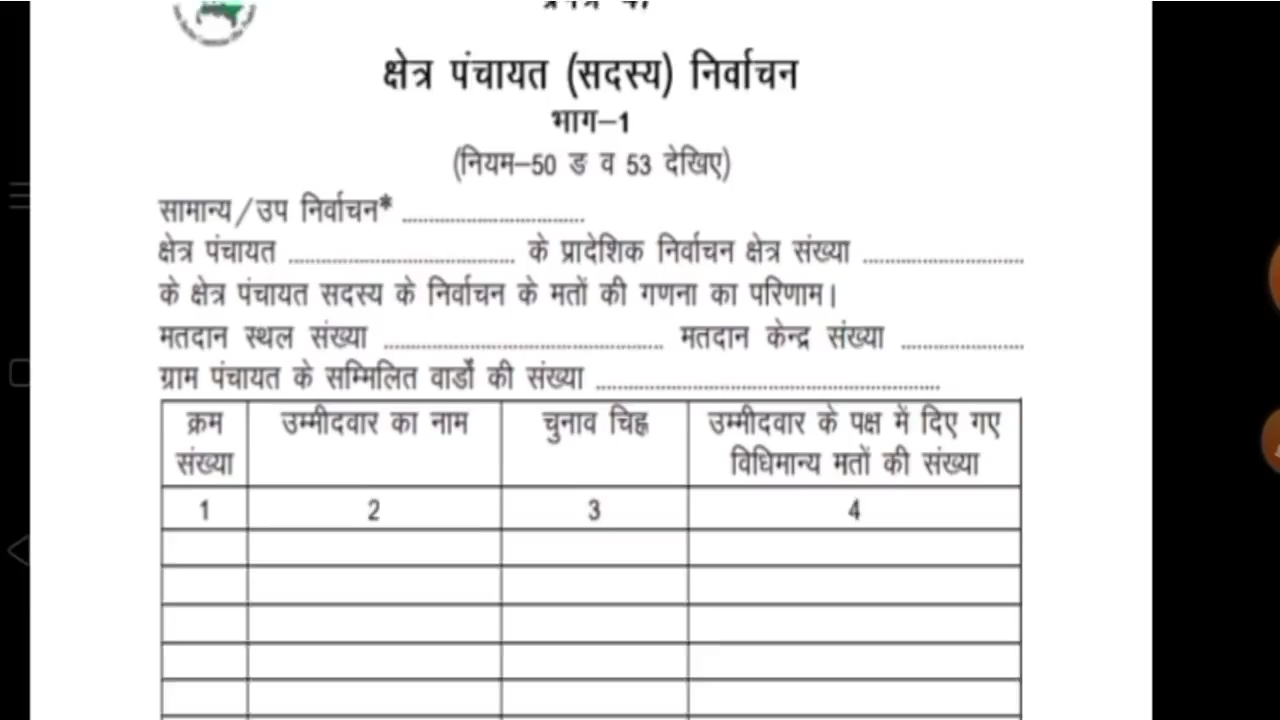 क्षेत्र पंचायत (सदस्य) निर्वाचन
भाग–1
(नियम–50 ङ व 53 देखिए)
सामान्य/उप निर्वाचन* ................................
क्षेत्र पंचायत ........................................ के प्रादेशिक निर्वाचन क्षेत्र संख्या ............................
के क्षेत्र पंचायत सदस्य के निर्वाचन के मतों की गणना का परिणाम।
मतदान स्थल संख्या ................................................ मतदान केन्द्र संख्या ......................
ग्राम पंचायत के सम्मिलित वार्डों की संख्या ............................................................
क्रम संख्या
उम्मीदवार का नाम
चुनाव चिह्न
उम्मीदवार के पक्ष में दिए गए
विधिमान्य मतों की संख्या
1 2 3 4